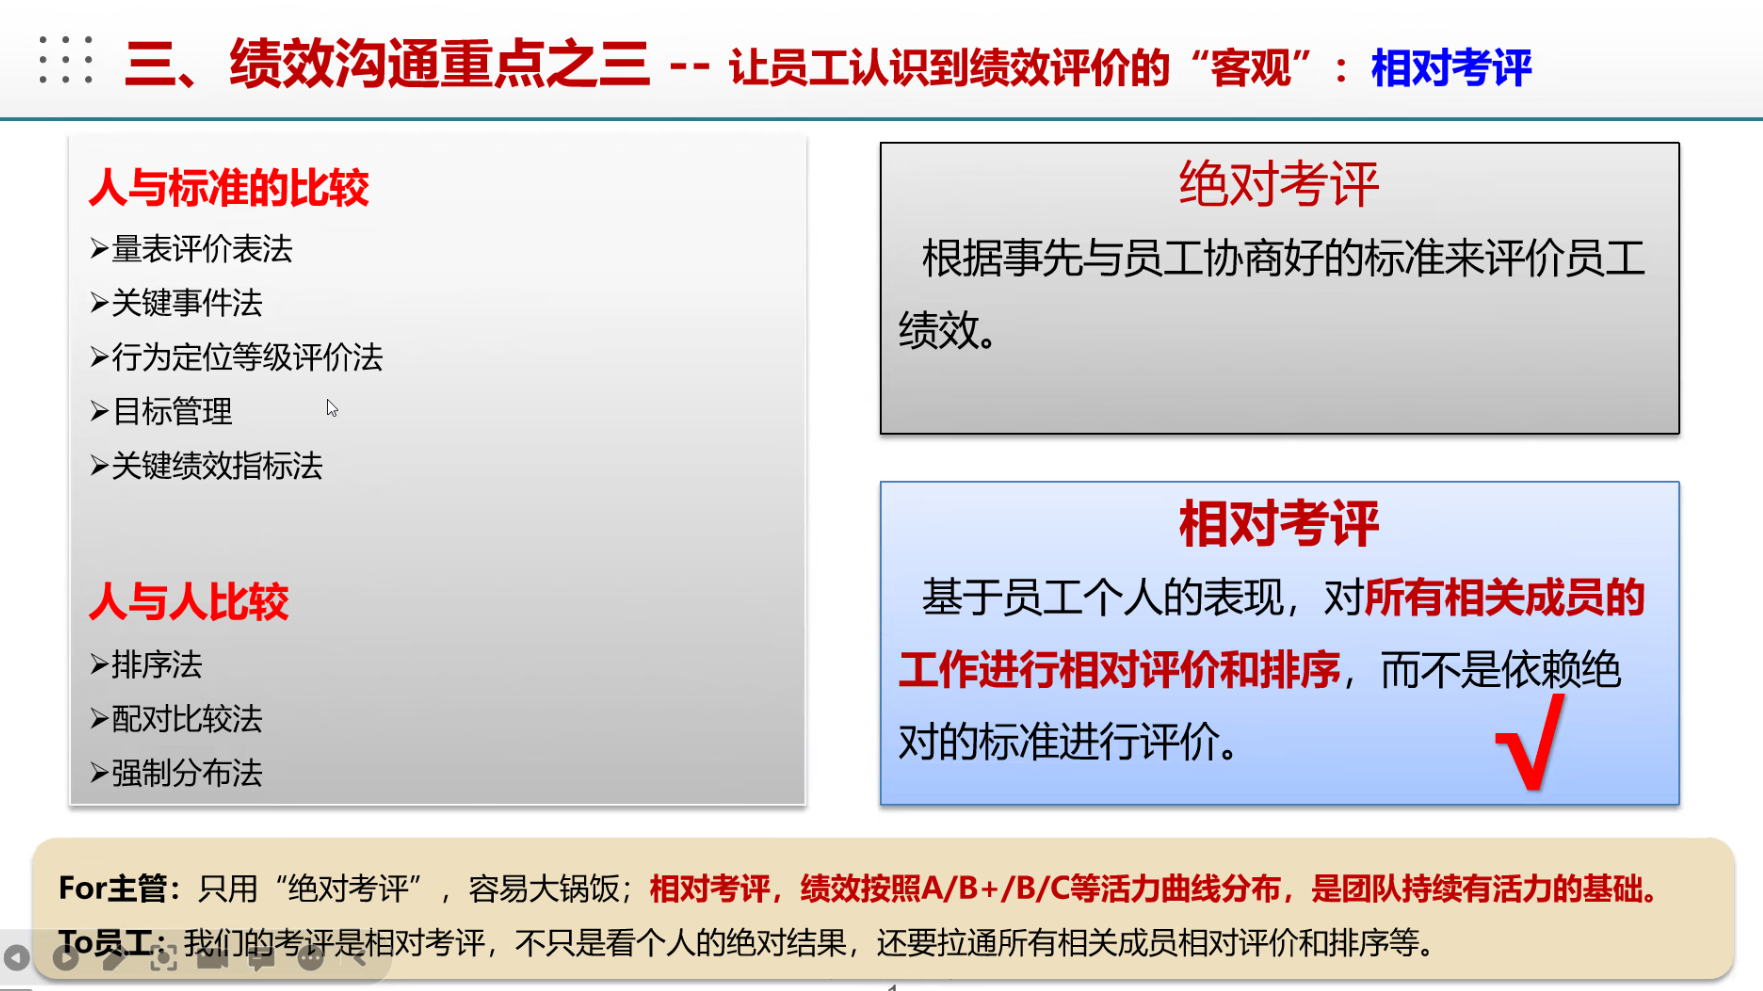 三、绩效沟通重点之三 -- 让员工认识到绩效评价的“客观”：相对考评
人与标准的比较
➢量表评价表法
➢关键事件法
➢行为定位等级评价法
➢目标管理
➢关键绩效指标法
人与人比较
➢排序法
➢配对比较法
➢强制分布法
绝对考评
根据事先与员工协商好的标准来评价员工
绩效。
相对考评
基于员工个人的表现，对所有相关成员的
工作进行相对评价和排序，而不是依赖绝
对的标准进行评价。
√
For主管：只用“绝对考评”，容易大锅饭；相对考评，绩效按照A/B+/B/C等活力曲线分布，是团队持续有活力的基础。
To员工：我们的考评是相对考评，不只是看个人的绝对结果，还要拉通所有相关成员相对评价和排序等。